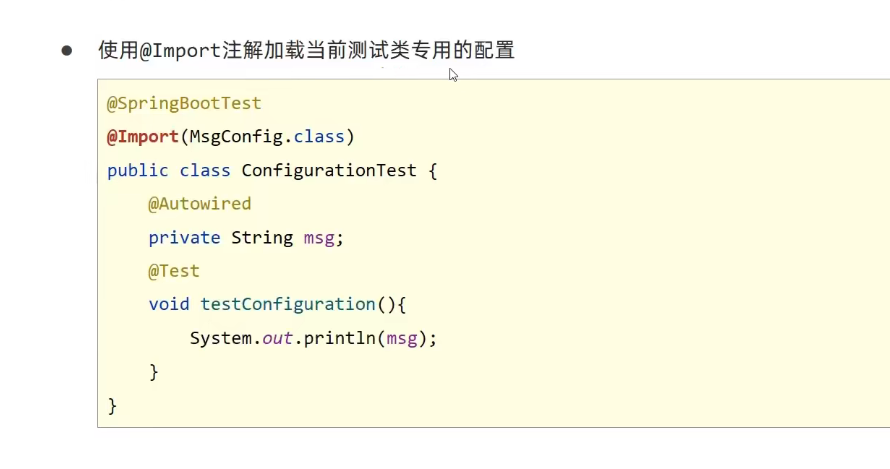 使用@Import注解加载当前测试类专用的配置
@SpringBootTest
@Import(MsgConfig.class)
public class ConfigurationTest {
@Autowired
private String msg;
@Test
void testConfiguration(){
System.out.println(msg);
}
}